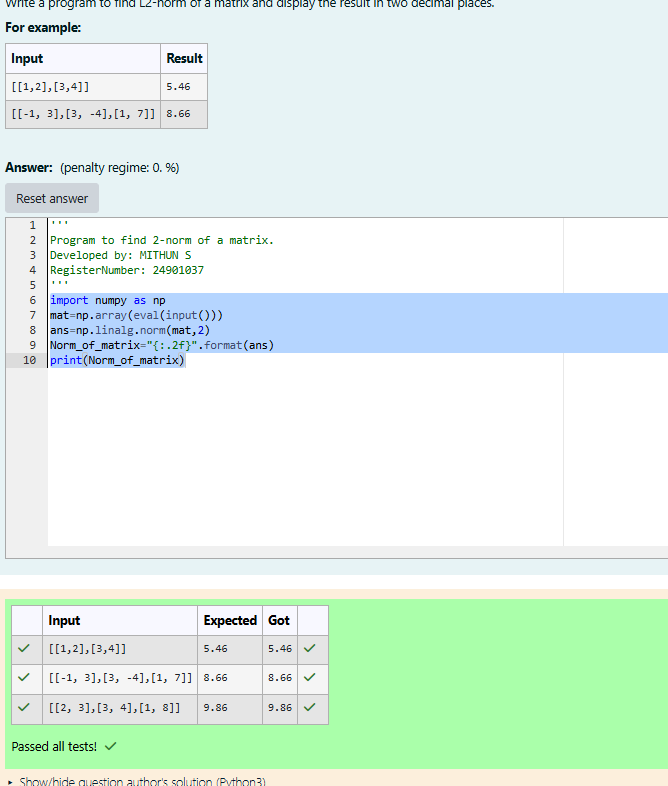 Write a program to find L2-norm of a matrix and display the result in two decimal places.
For example:
Input Result
[[1,2],[3,4]] 5.46
[[-1, 3],[3, -4],[1, 7]] 8.66
Answer: (penalty regime: 0. %)
Reset answer
1 '''
2 Program to find 2-norm of a matrix.
3 Developed by: MITHUN S
4 RegisterNumber: 24901037
5 '''
6 import numpy as np
7 mat=np.array(eval(input()))
8 ans=np.linalg.norm(mat,2)
9 Norm_of_matrix="{:.2f}".format(ans)
10 print(Norm_of_matrix)
Input Expected Got
[[1,2],[3,4]] 5.46 5.46
[[-1, 3],[3, -4],[1, 7]] 8.66 8.66
[[2, 3],[3, 4],[1, 8]] 9.86 9.86
Passed all tests!
Show/hide question author's solution (Python3)